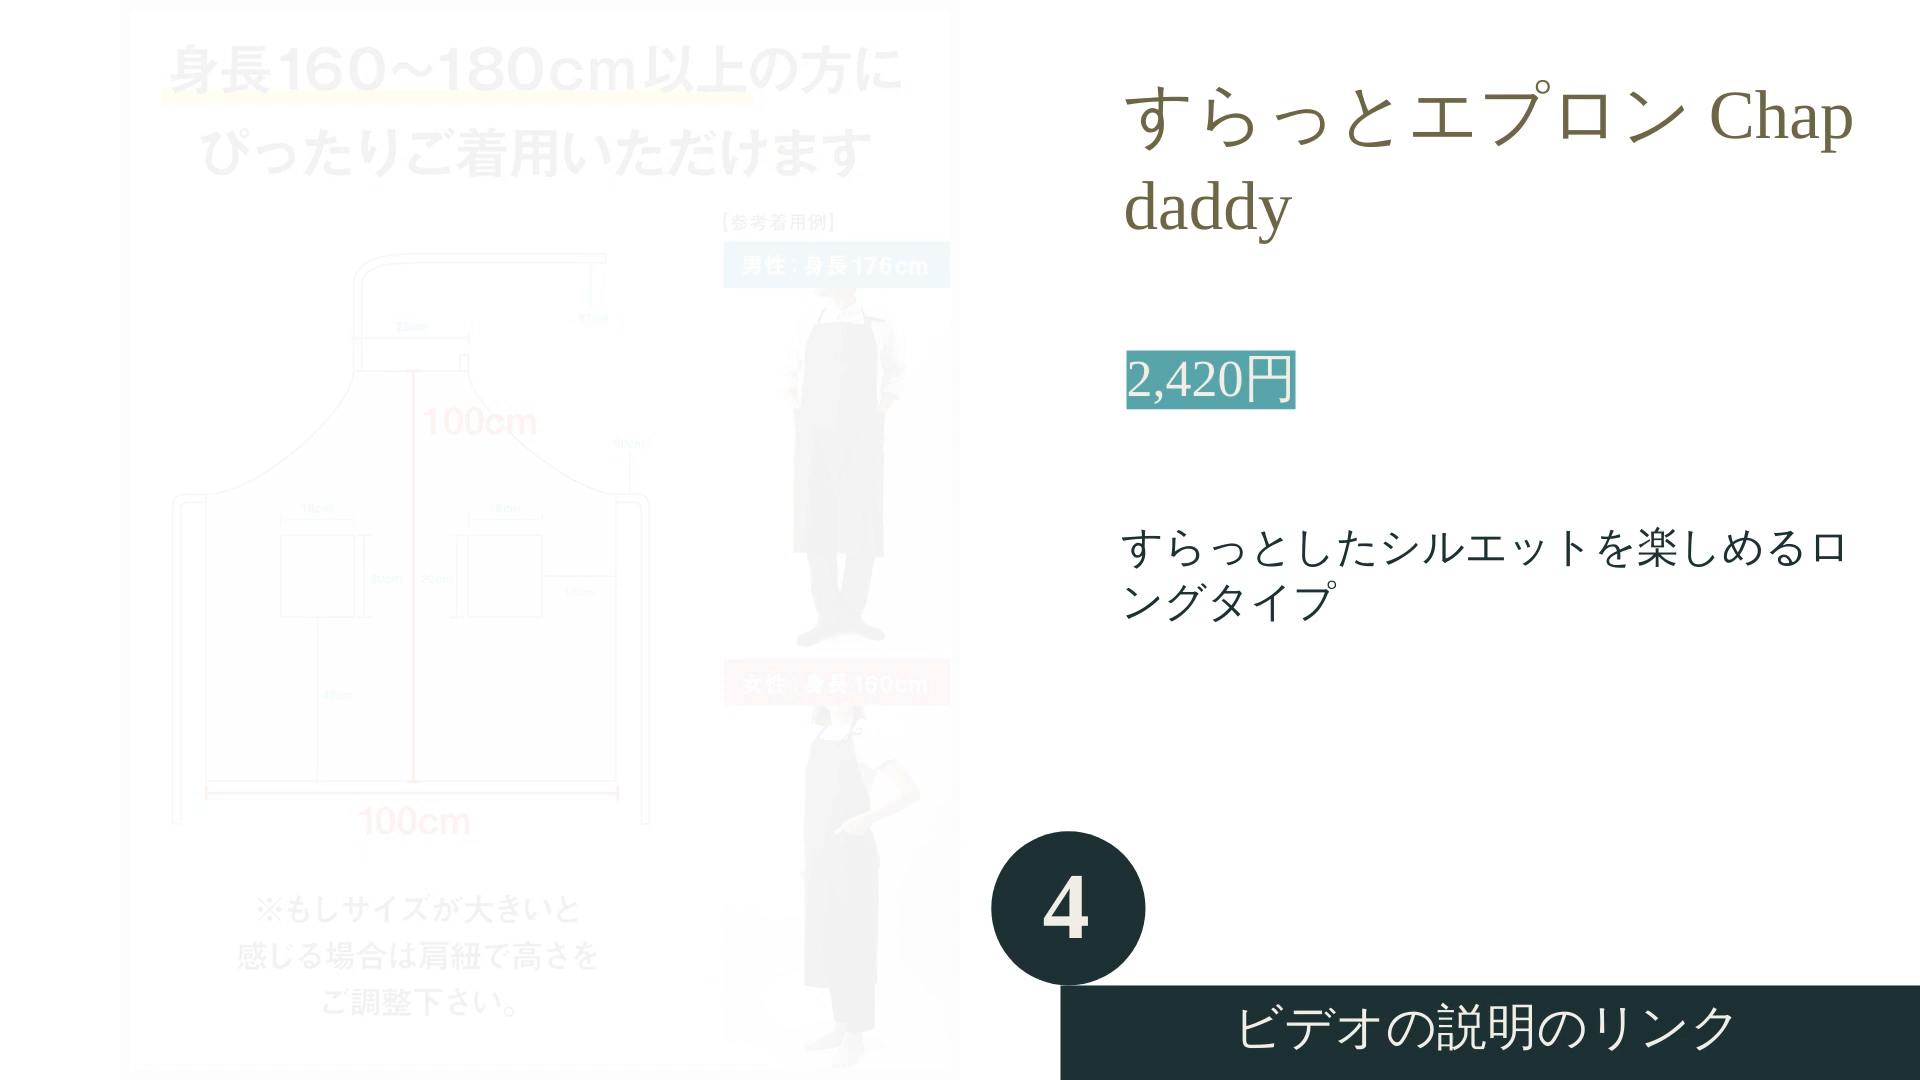 身長160〜180cm以上の方に
ぴったりご着用いただけます
[参考着用例]
男性：身長176cm
25cm
100cm
50cm
18cm
18cm
20cm
20cm
女性：身長160cm
100cm
※もしサイズが大きいと
感じる場合は肩紐で高さを
ご調整下さい。
すらっとエプロン Chap
daddy
2,420円
すらっとしたシルエットを楽しめるロ
ングタイプ
4
ビデオの説明のリンク